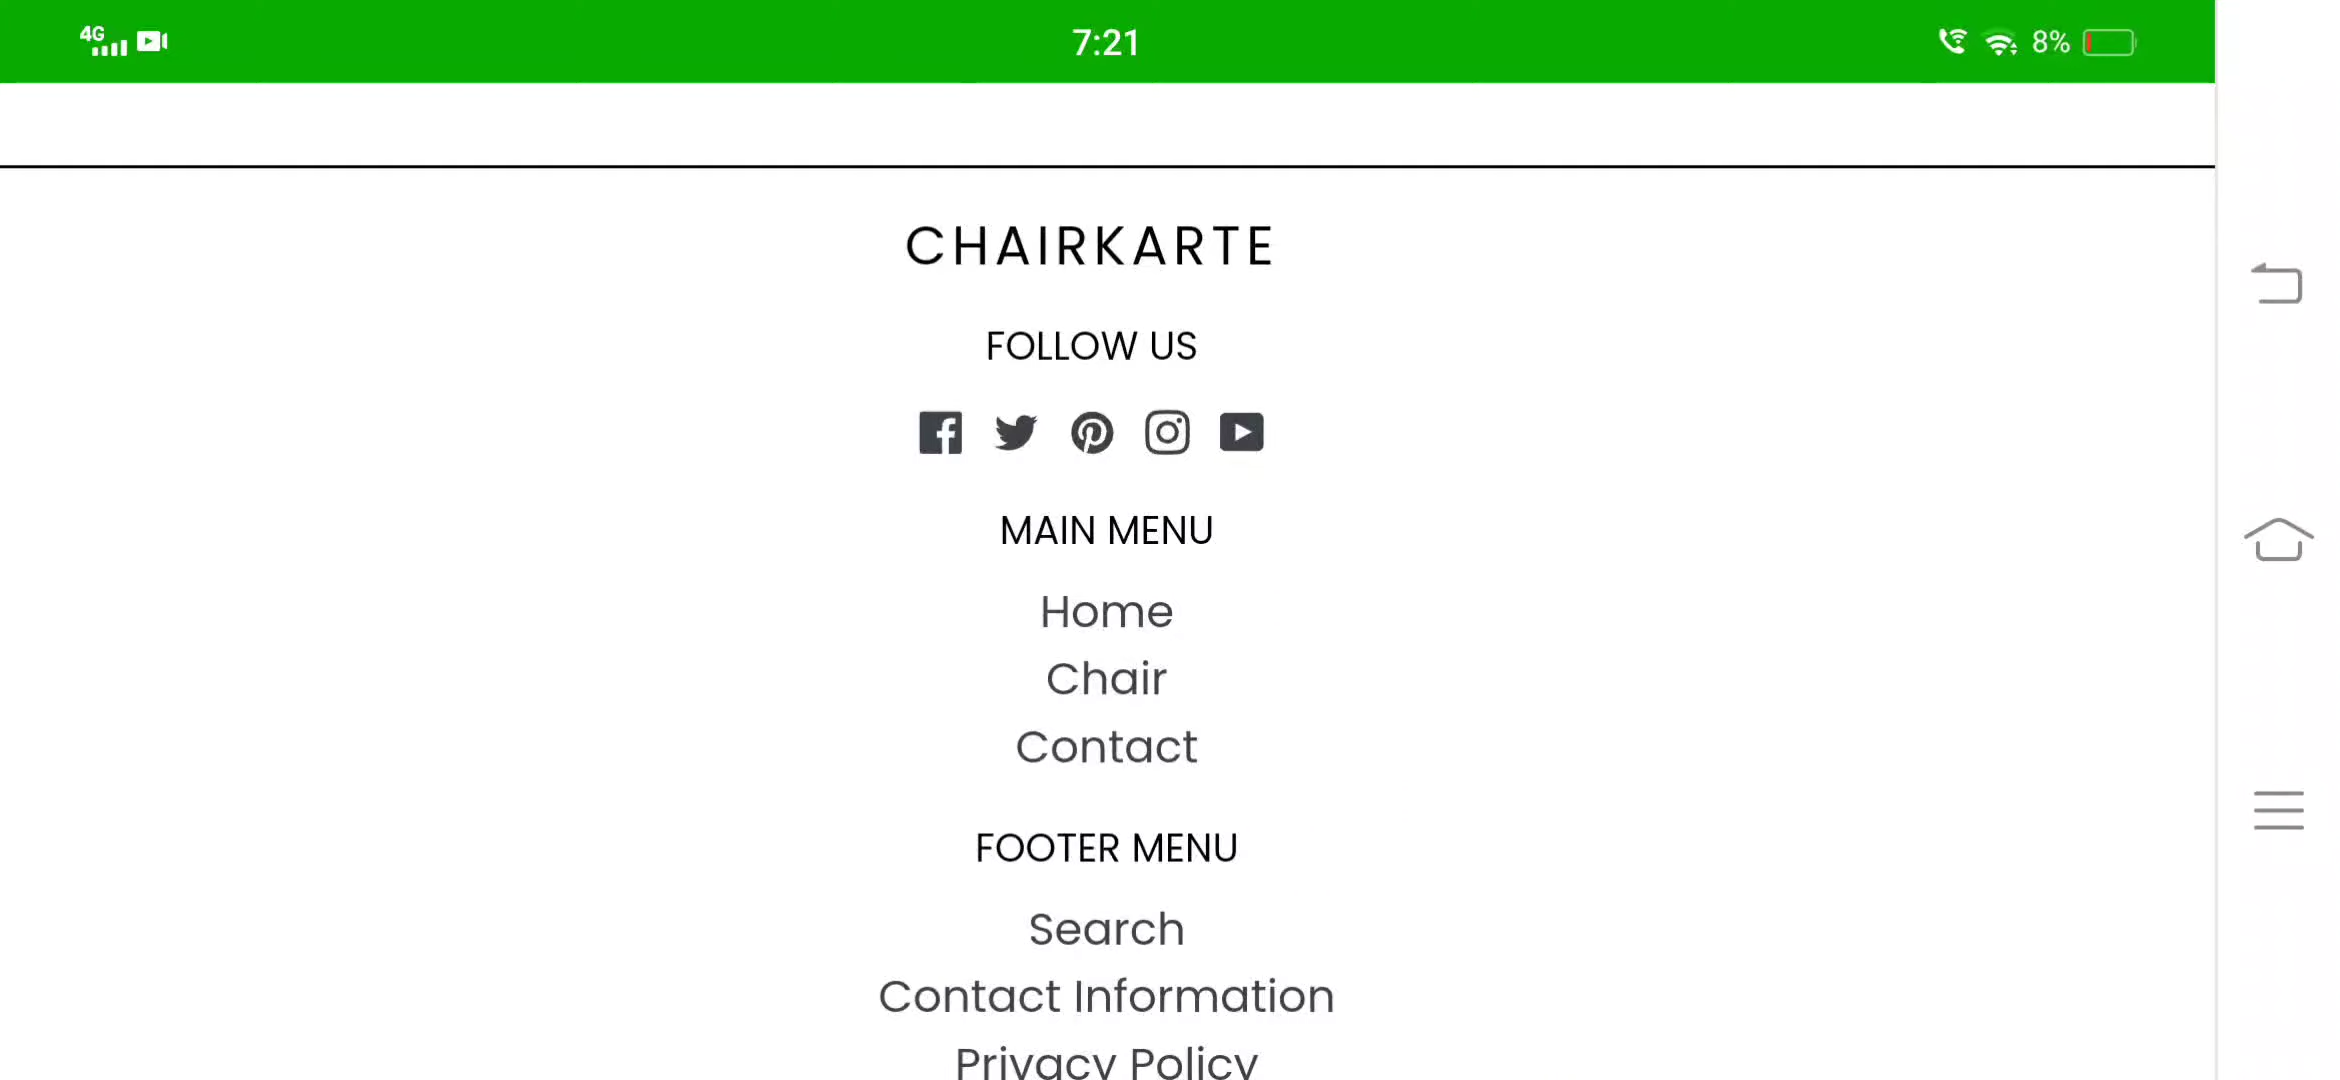 4G
7:21
8%
CHAIRKARTE
FOLLOW US
MAIN MENU
Home
Chair
Contact
FOOTER MENU
Search
Contact Information
Privacy Policy